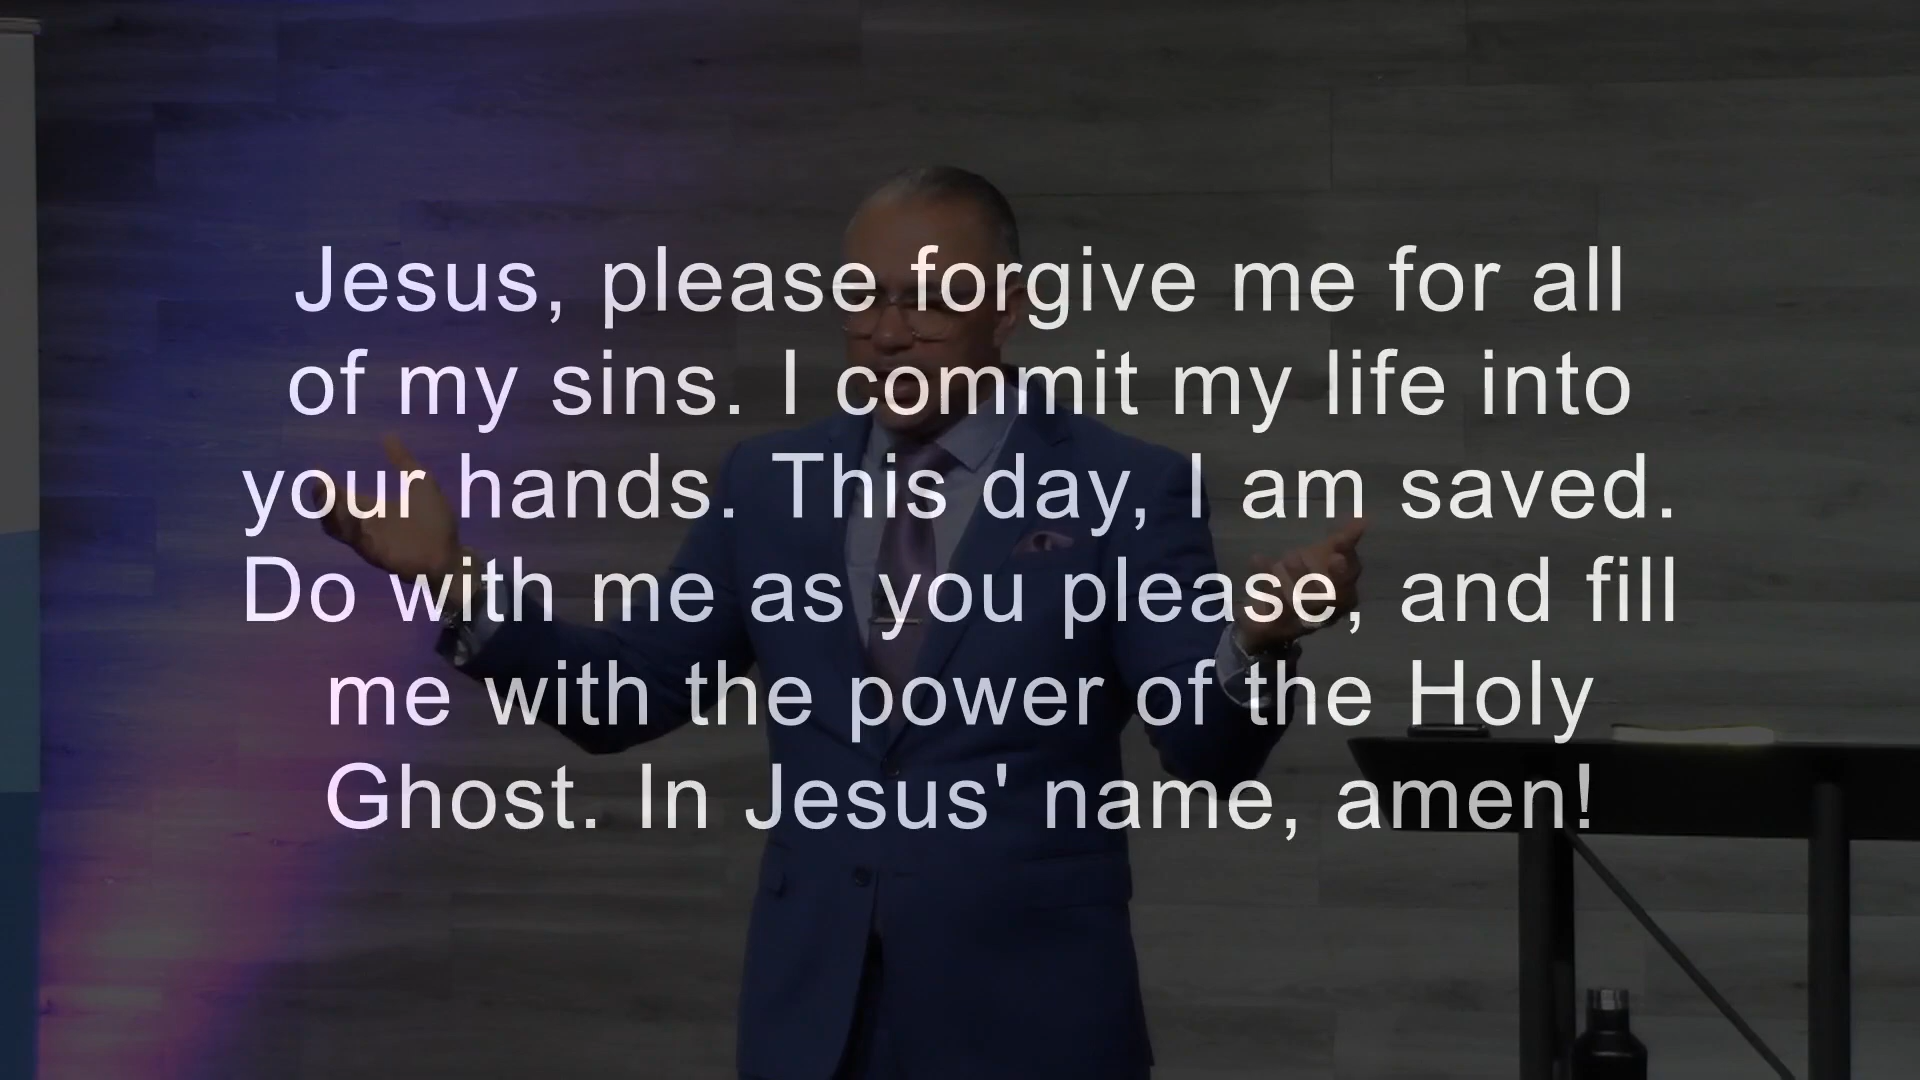 Jesus, please forgive me for all
of my sins. I commit my life into
your hands. This day, I am saved.
Do with me as you please, and fill
me with the power of the Holy
Ghost. In Jesus' name, amen!